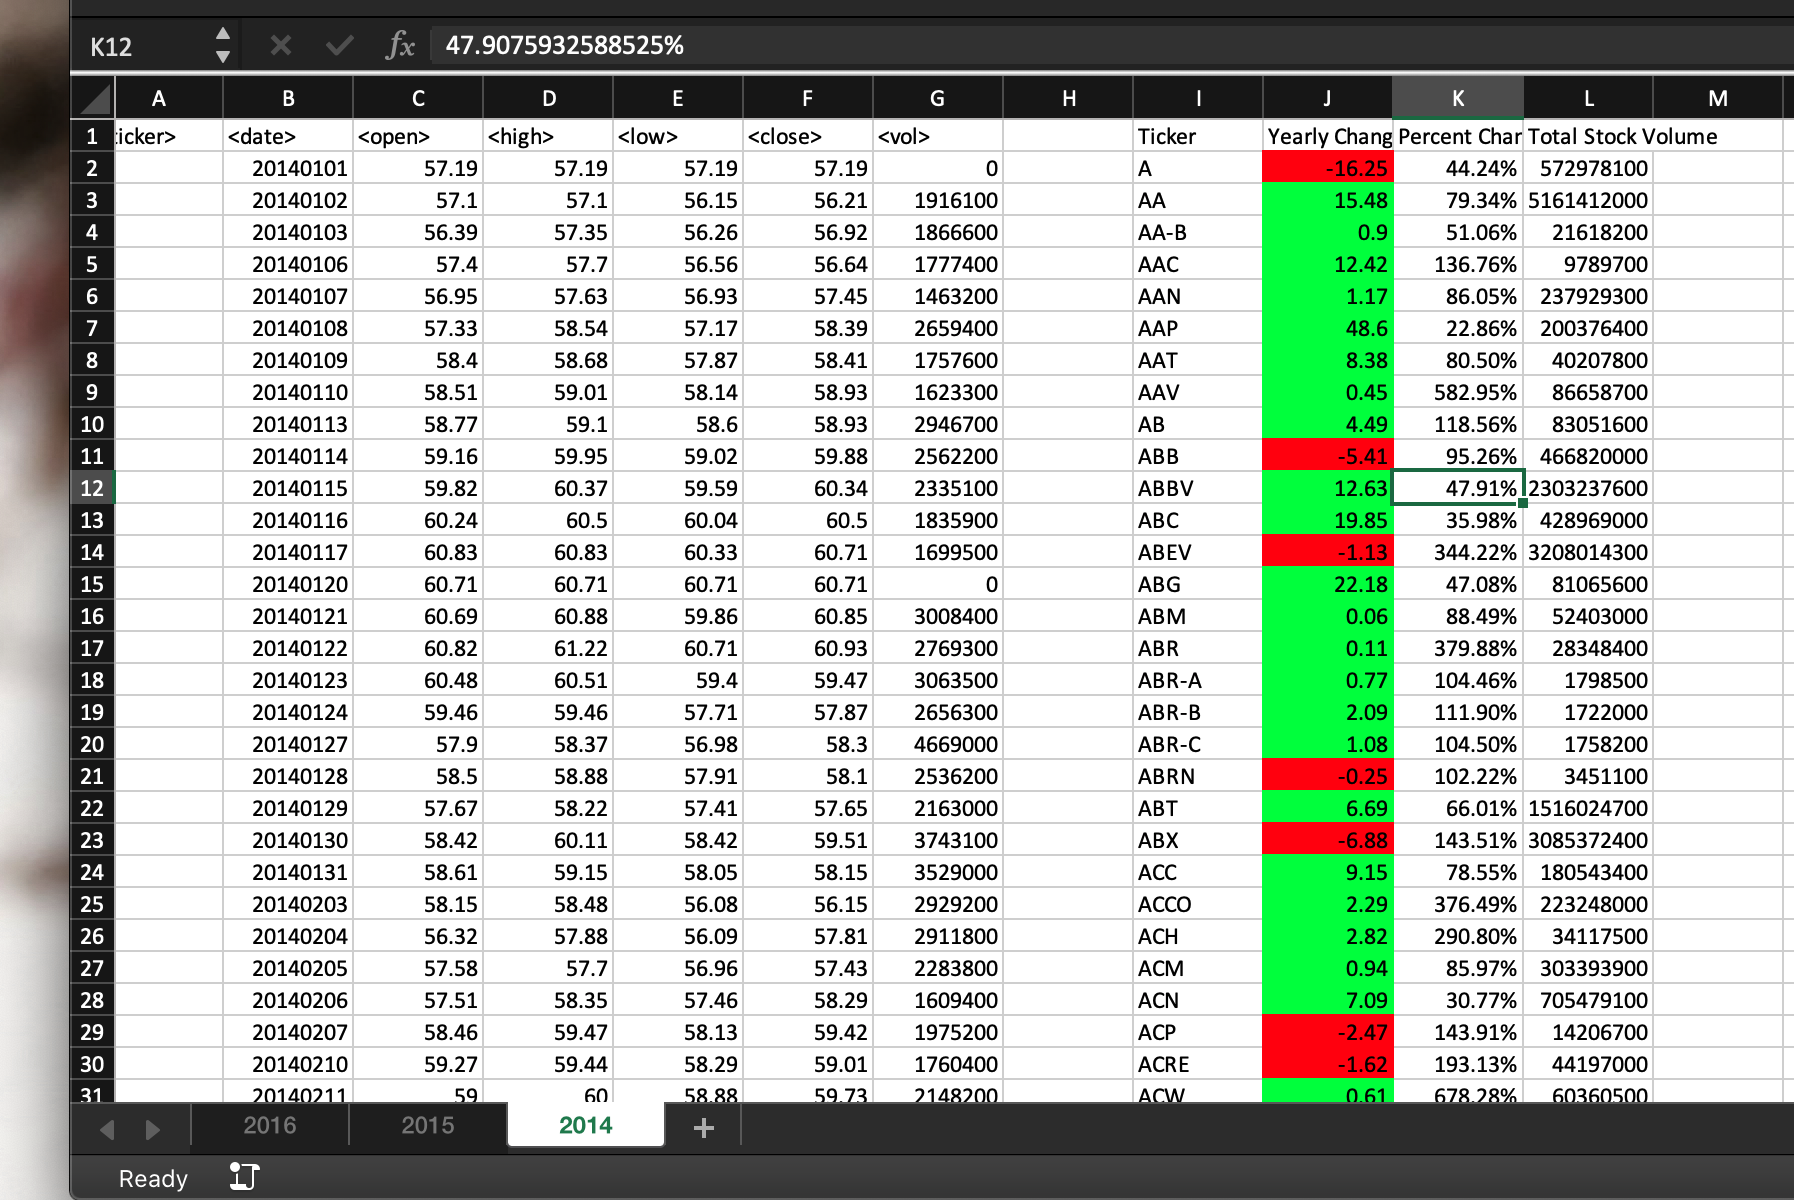 K12 fx 47.9075932588525%
A B C D E F G H I J K L M
1 ticker> <date> <open> <high> <low> <close> <vol> Ticker Yearly Chang Percent Char Total Stock Volume
2 20140101 57.19 57.19 57.19 57.19 0 A -16.25 44.24% 572978100
3 20140102 57.1 57.1 56.15 56.21 1916100 AA 15.48 79.34% 5161412000
4 20140103 56.39 57.35 56.26 56.92 1866600 AA-B 0.9 51.06% 21618200
5 20140106 57.4 57.7 56.56 56.64 1777400 AAC 12.42 136.76% 9789700
6 20140107 56.95 57.63 56.93 57.45 1463200 AAN 1.17 86.05% 237929300
7 20140108 57.33 58.54 57.17 58.39 2659400 AAP 48.6 22.86% 200376400
8 20140109 58.4 58.68 57.87 58.41 1757600 AAT 8.38 80.50% 40207800
9 20140110 58.51 59.01 58.14 58.93 1623300 AAV 0.45 582.95% 86658700
10 20140113 58.77 59.1 58.6 58.93 2946700 AB 4.49 118.56% 83051600
11 20140114 59.16 59.95 59.02 59.88 2562200 ABB -5.41 95.26% 466820000
12 20140115 59.82 60.37 59.59 60.34 2335100 ABBV 12.63 47.91% 2303237600
13 20140116 60.24 60.5 60.04 60.5 1835900 ABC 19.85 35.98% 428969000
14 20140117 60.83 60.83 60.33 60.71 1699500 ABEV -1.13 344.22% 3208014300
15 20140120 60.71 60.71 60.71 60.71 0 ABG 22.18 47.08% 81065600
16 20140121 60.69 60.88 59.86 60.85 3008400 ABM 0.06 88.49% 52403000
17 20140122 60.82 61.22 60.71 60.93 2769300 ABR 0.11 379.88% 28348400
18 20140123 60.48 60.51 59.4 59.47 3063500 ABR-A 0.77 104.46% 1798500
19 20140124 59.46 59.46 57.71 57.87 2656300 ABR-B 2.09 111.90% 1722000
20 20140127 57.9 58.37 56.98 58.3 4669000 ABR-C 1.08 104.50% 1758200
21 20140128 58.5 58.88 57.91 58.1 2536200 ABRN -0.25 102.22% 3451100
22 20140129 57.67 58.22 57.41 57.65 2163000 ABT 6.69 66.01% 1516024700
23 20140130 58.42 60.11 58.42 59.51 3743100 ABX -6.88 143.51% 3085372400
24 20140131 58.61 59.15 58.05 58.15 3529000 ACC 9.15 78.55% 180543400
25 20140203 58.15 58.48 56.08 56.15 2929200 ACCO 2.29 376.49% 223248000
26 20140204 56.32 57.88 56.09 57.81 2911800 ACH 2.82 290.80% 34117500
27 20140205 57.58 57.7 56.96 57.43 2283800 ACM 0.94 85.97% 303393900
28 20140206 57.51 58.35 57.46 58.29 1609400 ACN 7.09 30.77% 705479100
29 20140207 58.46 59.47 58.13 59.42 1975200 ACP -2.47 143.91% 14206700
30 20140210 59.27 59.44 58.29 59.01 1760400 ACRE -1.62 193.13% 44197000
31 20140211 59 60 58.88 59.73 2148200 ACW 0.61 678.28% 60360500
2016 2015 2014 +
Ready